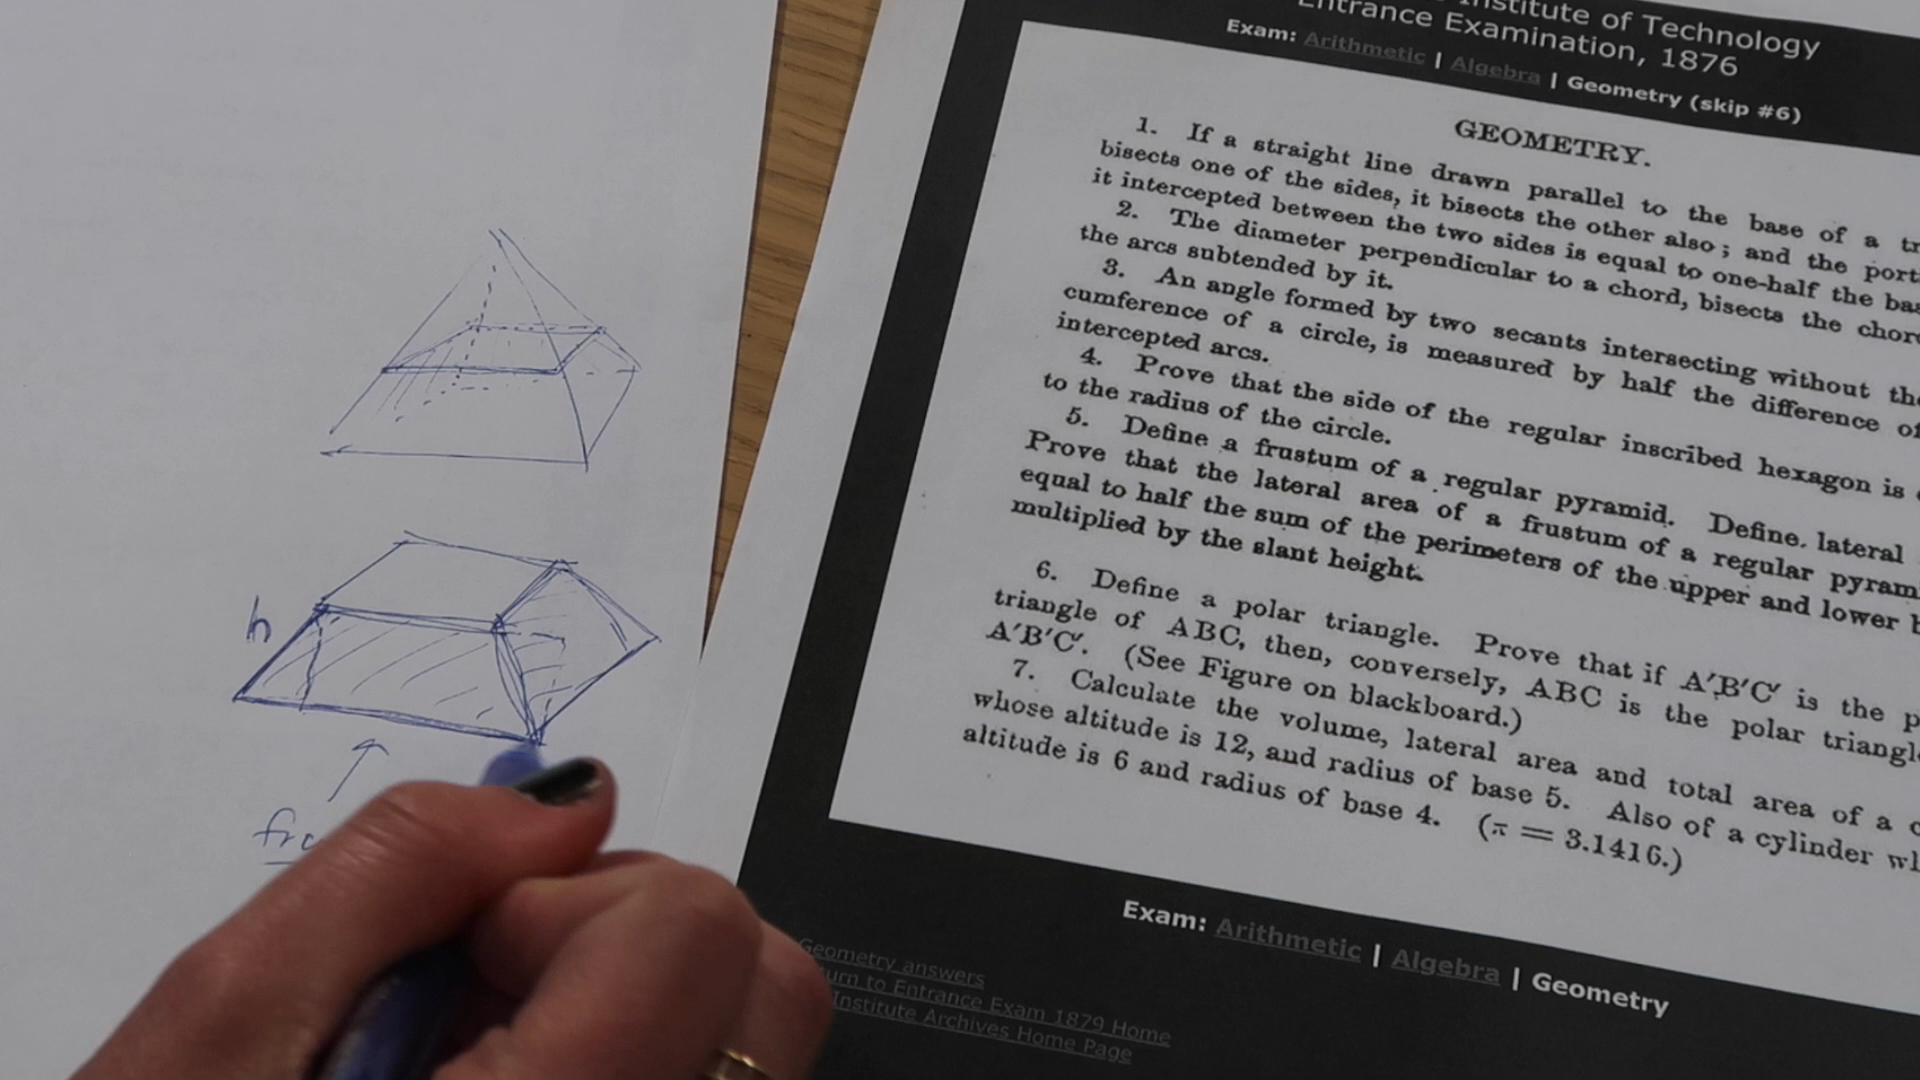 h
stitute of Technology
Entrance Examination, 1876
Exam: Arithmetic | Algebra | Geometry (skip #6)
GEOMETRY.
1. If a straight line drawn parallel to the base of a
bisects one of the sides, it bisects the other also; and the
it intercepted between the two sides is equal to one-half the
2. The diameter perpendicular to a chord, bisects the
the arcs subtended by it.
3. An angle formed by two secants intersecting without
cumference of a circle, is measured by half the difference
intercepted arcs.
4. Prove that the side of the regular inscribed hexagon is
to the radius of the circle.
5. Define a frustum of a regular pyramid. Define. lateral
Prove that the lateral area of a frustum of a regular
equal to half the sum of the perimeters of the upper and lower
multiplied by the slant height.
6. Define a polar triangle. Prove that if A'B'C' is the
triangle of ABC, then, conversely, ABC is the polar
A'B'C'. (See Figure on blackboard.)
7. Calculate the volume, lateral area and total area of a
whose altitude is 12, and radius of base 5. Also of a cylinder
altitude is 6 and radius of base 4. (π = 3.1416.)
Exam: Arithmetic | Algebra | Geometry
Geometry answers
urn to Entrance Exam 1879 Home
Institute Archives Home Page